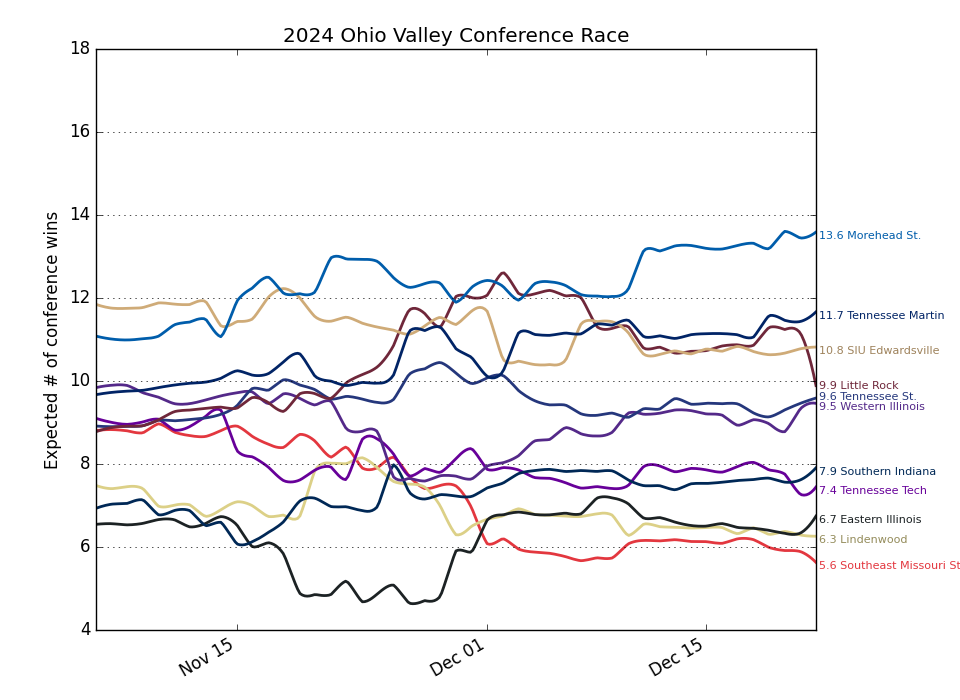 2024 Ohio Valley Conference Race
Expected # of conference wins
18
16
14
12
10
8
6
4
Nov 15
Dec 01
Dec 15
13.6 Morehead St.
11.7 Tennessee Martin
10.8 SIU Edwardsville
9.9 Little Rock
9.6 Tennessee St.
9.5 Western Illinois
7.9 Southern Indiana
7.4 Tennessee Tech
6.7 Eastern Illinois
6.3 Lindenwood
5.6 Southeast Missouri St